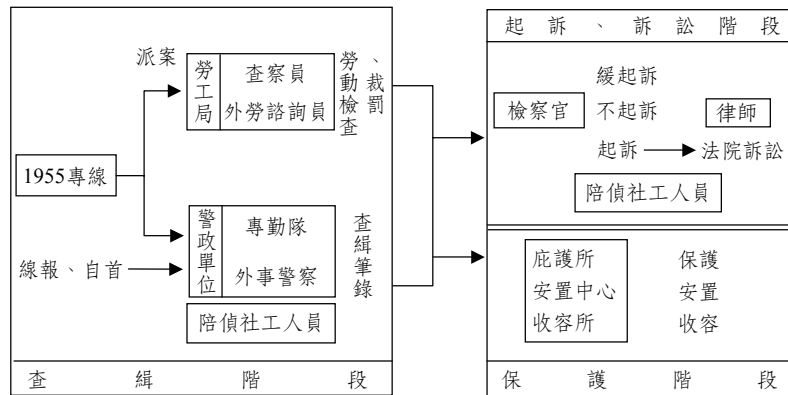 派案
勞工局
查察員
外勞諮詢員
勞動檢查、裁罰
1955專線
警政單位
專勤隊
外事警察
查緝筆錄
線報、自首
陪偵社工人員
查緝階段
起訴、訴訟階段
緩起訴
檢察官
不起訴
律師
起訴
法院訴訟
陪偵社工人員
庇護所
保護
安置中心
安置
收容所
收容
保護階段